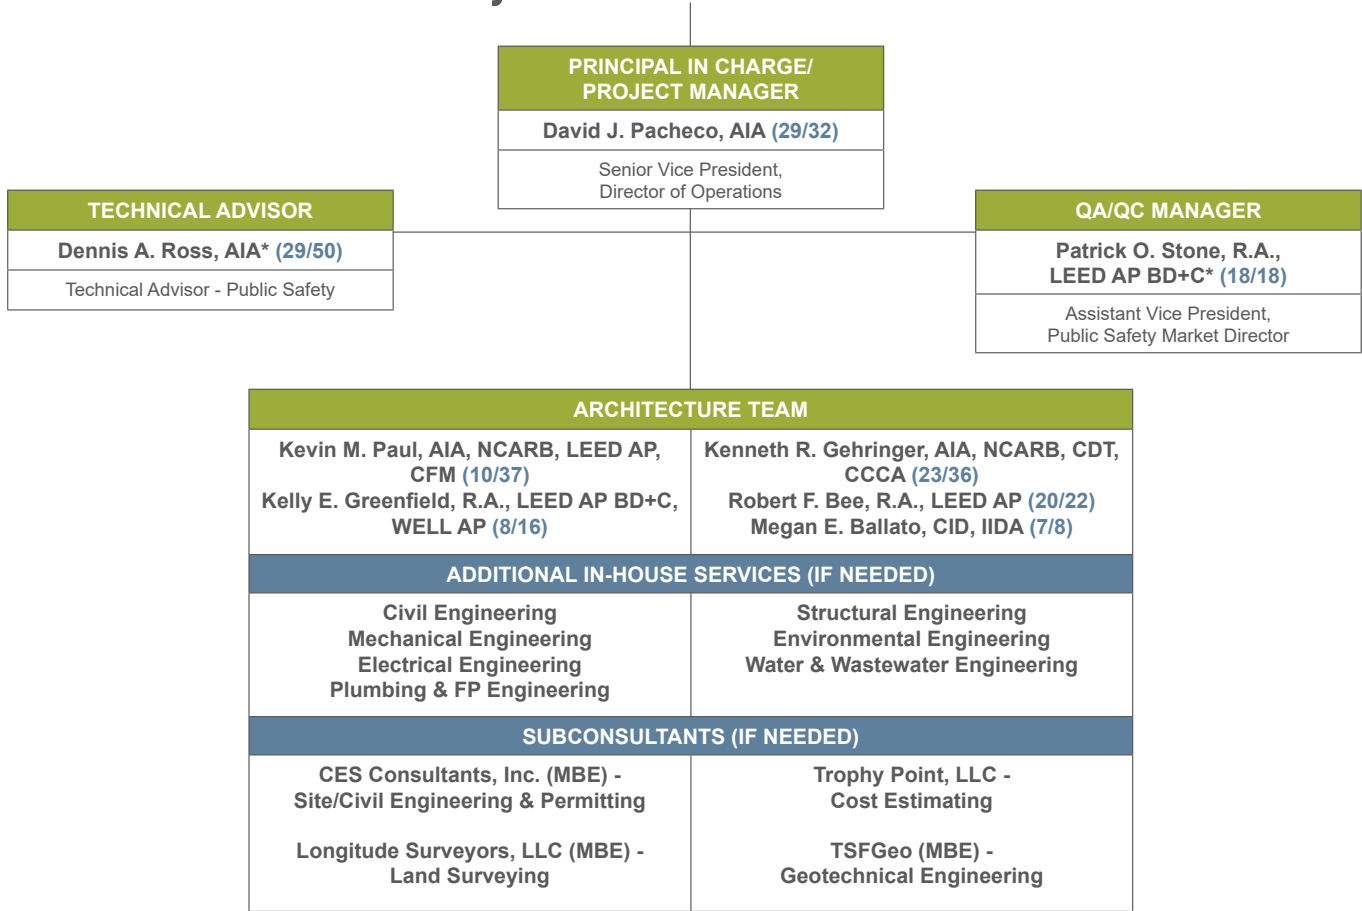 PRINCIPAL IN CHARGE/
PROJECT MANAGER
David J. Pacheco, AIA (29/32)
Senior Vice President,
Director of Operations
TECHNICAL ADVISOR
Dennis A. Ross, AIA* (29/50)
Technical Advisor - Public Safety
QA/QC MANAGER
Patrick O. Stone, R.A.,
LEED AP BD+C* (18/18)
Assistant Vice President,
Public Safety Market Director
ARCHITECTURE TEAM
Kevin M. Paul, AIA, NCARB, LEED AP,
CFM (10/37)
Kelly E. Greenfield, R.A., LEED AP BD+C,
WELL AP (8/16)
Kenneth R. Gehringer, AIA, NCARB, CDT,
CCCA (23/36)
Robert F. Bee, R.A., LEED AP (20/22)
Megan E. Ballato, CID, IIDA (7/8)
ADDITIONAL IN-HOUSE SERVICES (IF NEEDED)
Civil Engineering
Mechanical Engineering
Electrical Engineering
Plumbing & FP Engineering
Structural Engineering
Environmental Engineering
Water & Wastewater Engineering
SUBCONSULTANTS (IF NEEDED)
CES Consultants, Inc. (MBE) -
Site/Civil Engineering & Permitting
Longitude Surveyors, LLC (MBE) -
Land Surveying
Trophy Point, LLC -
Cost Estimating
TSFGeo (MBE) -
Geotechnical Engineering